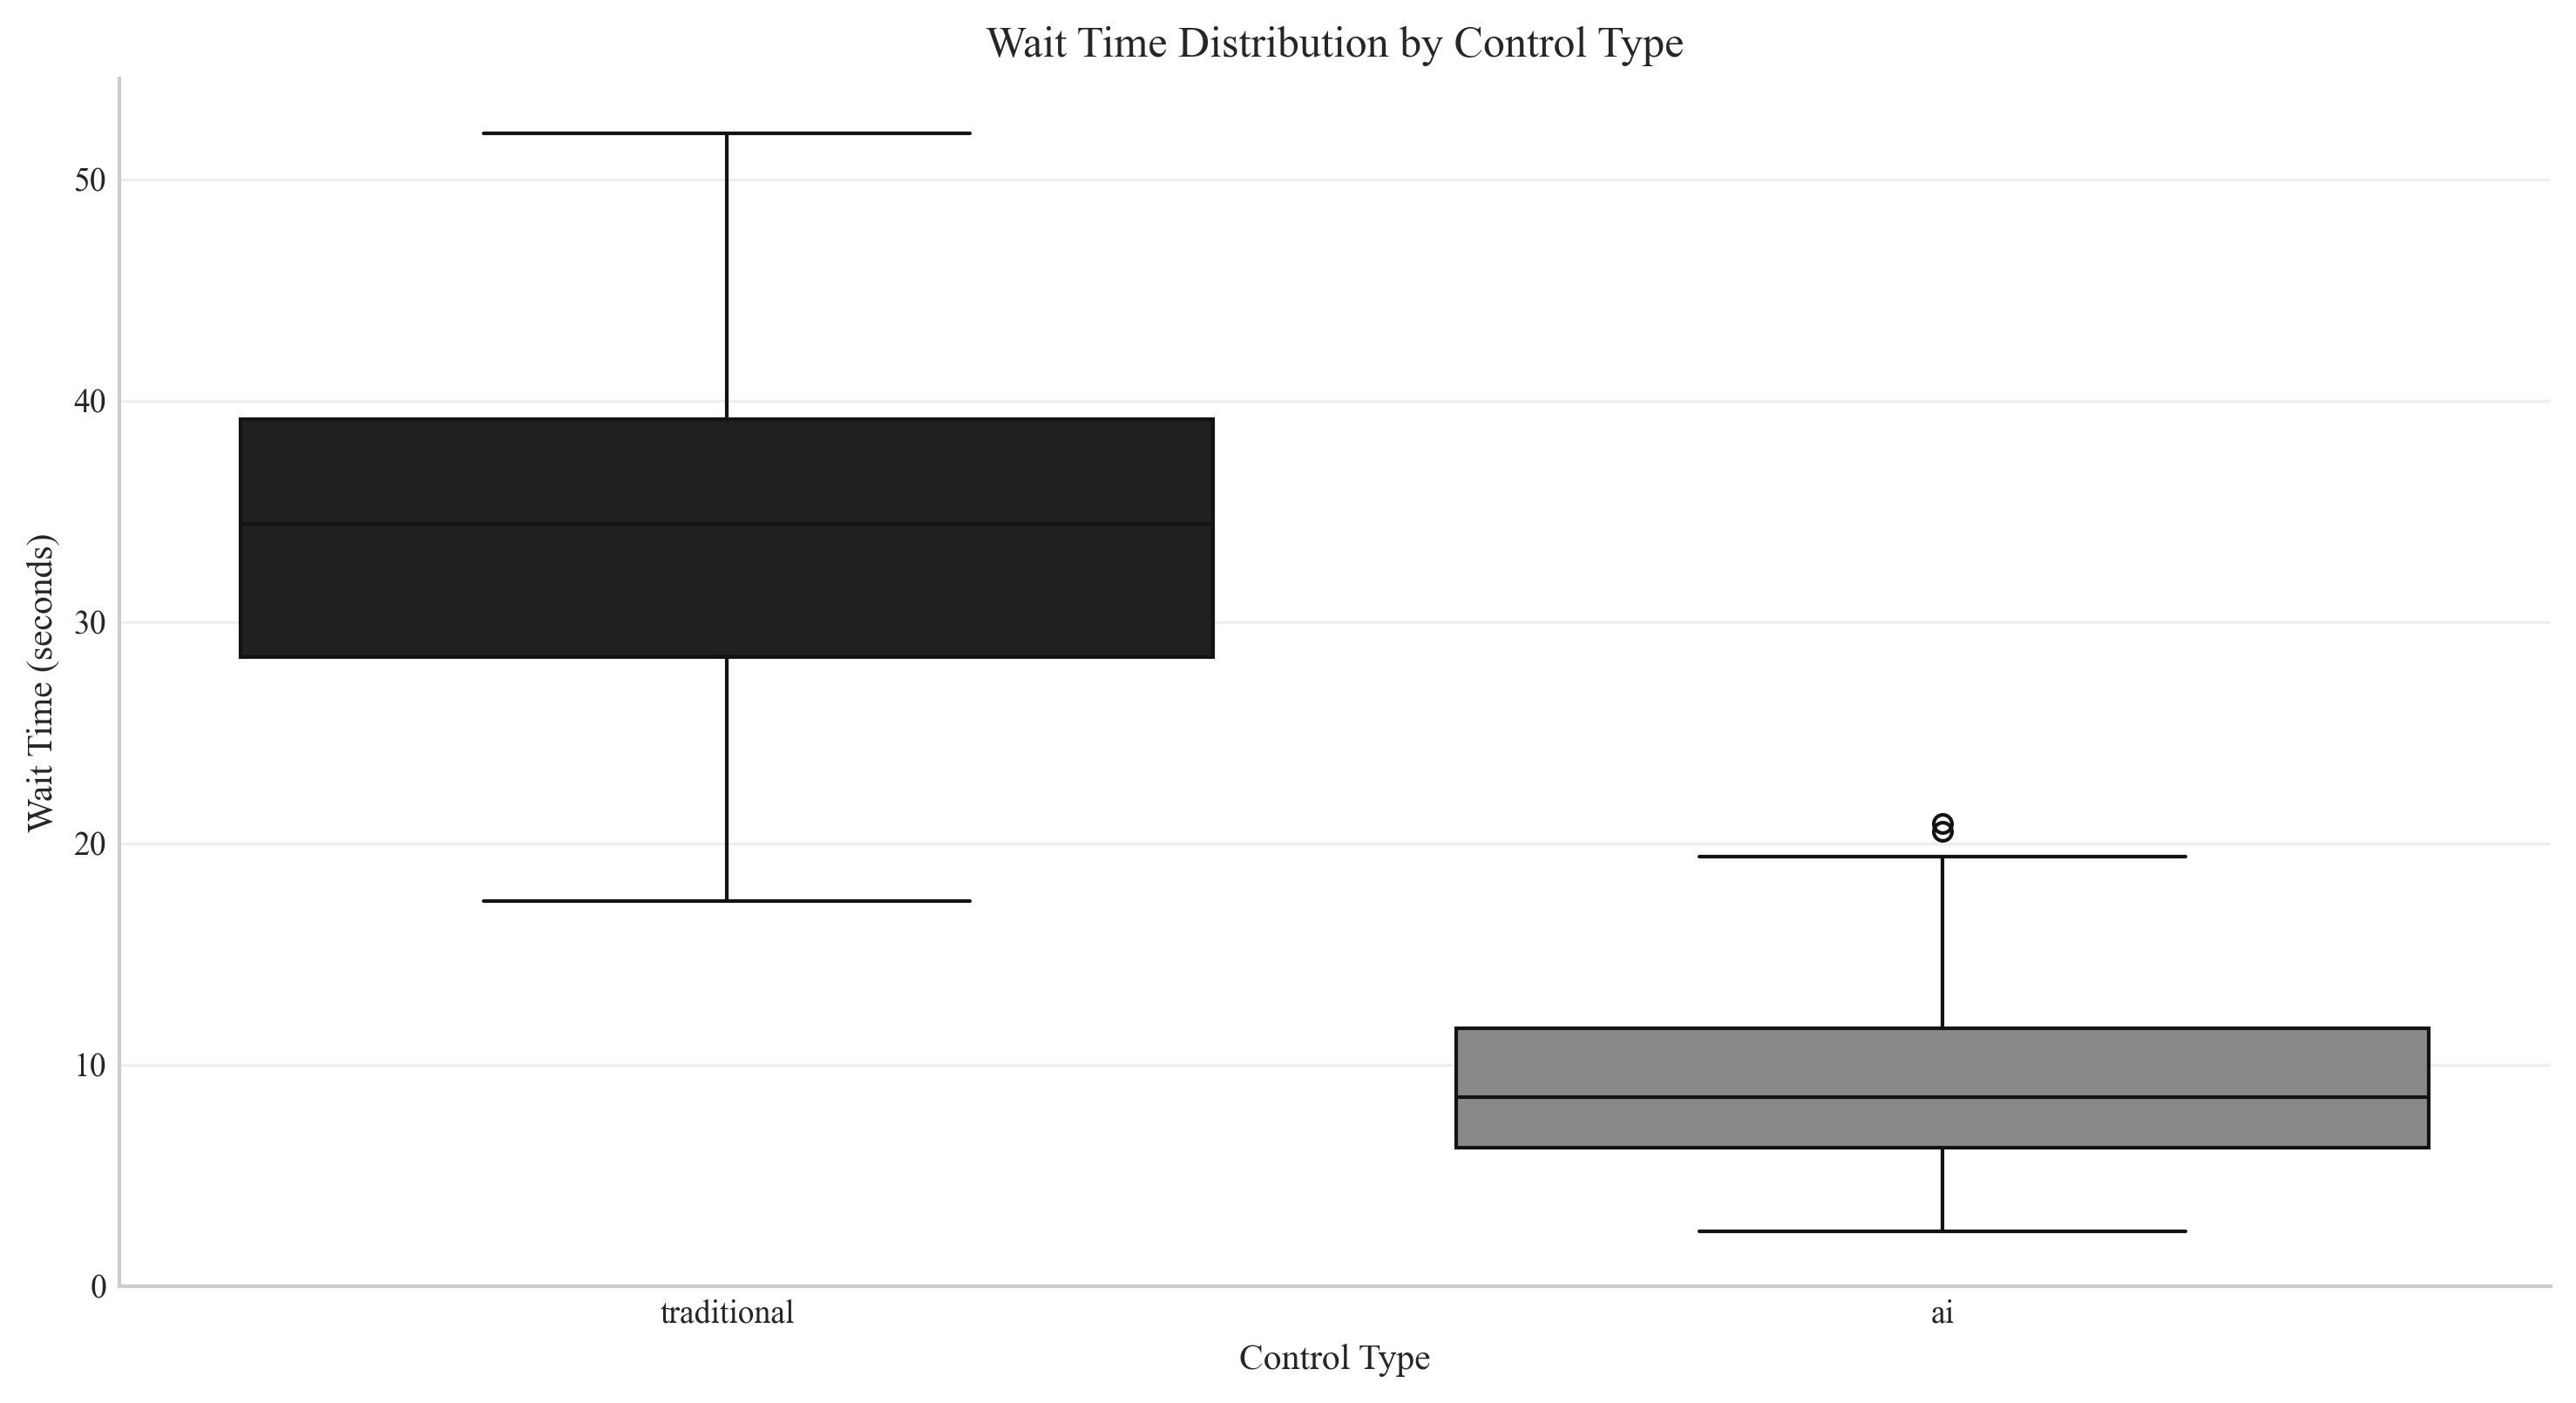 Wait Time Distribution by Control Type
Wait Time (seconds)
50
40
30
20
10
0
traditional
ai
Control Type